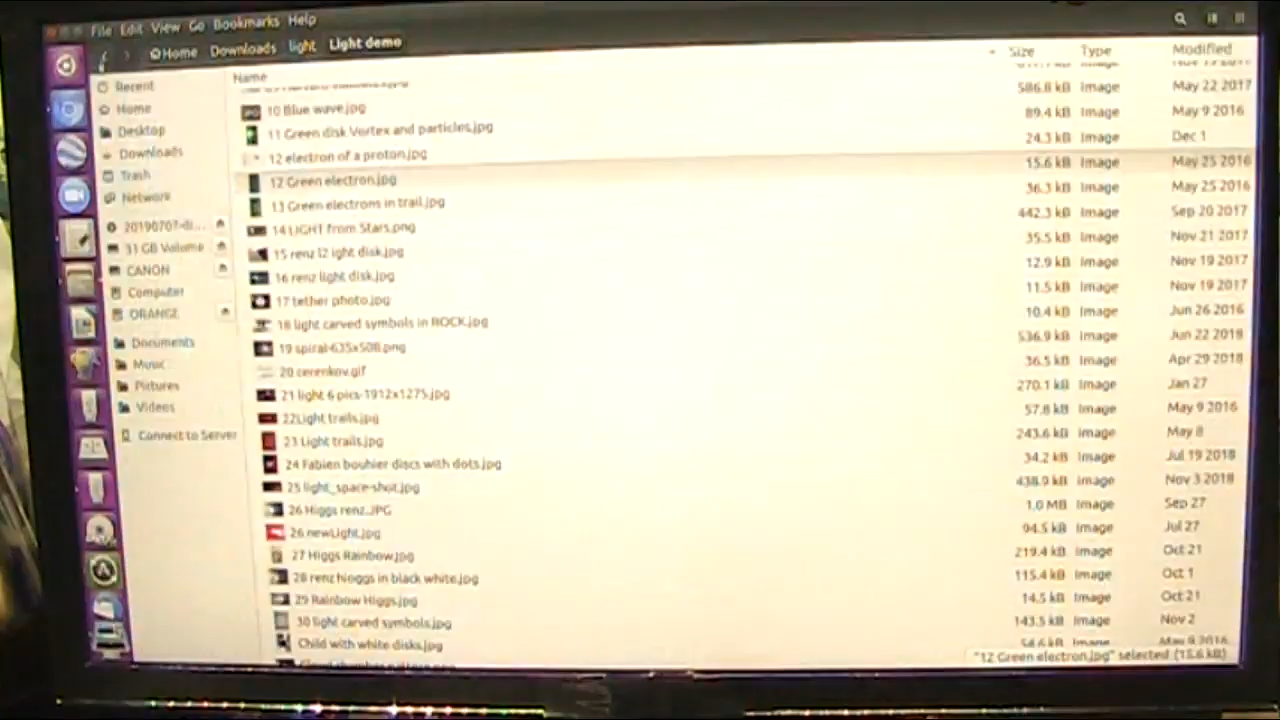 File Edit View Go Bookmarks Help
Home Downloads light Light demo
Recent
Home
Desktop
Downloads
Trash
Network
20190707-di...
31 GB Volume
CANON
Computer
ORANGE
Documents
Music
Pictures
Videos
Connect to Server
Name Size Type Modified
10 Blue wave.jpg 586.8 kB Image May 22 2017
11 Green disk Vortex and particles.jpg 89.4 kB Image May 9 2016
12 electron of a proton.jpg 24.3 kB Image Dec 1
12 Green electron.jpg 15.6 kB Image May 25 2016
13 Green electrons in trail.jpg 36.3 kB Image May 25 2016
14 LIGHT from Stars.png 442.3 kB Image Sep 20 2017
15 renz l2 ight disk.jpg 35.5 kB Image Nov 21 2017
16 renz light disk.jpg 12.9 kB Image Nov 19 2017
17 tether photo.jpg 11.5 kB Image Nov 19 2017
18 light carved symbols in ROCK.jpg 10.4 kB Image Jun 26 2016
19 spiral-635x508.png 536.9 kB Image Jun 22 2018
20 cerenkov.gif 36.5 kB Image Apr 29 2018
21 light 6 pics-1912x1275.jpg 270.1 kB Image Jan 27
22Light trails.jpg 57.8 kB Image May 9 2016
23 Light trails.jpg 243.6 kB Image May 8
24 Fabien bouhier discs with dots.jpg 34.2 kB Image Jul 19 2018
25 light_space-shot.jpg 438.9 kB Image Nov 3 2018
26 Higgs renz.JPG 1.0 MB Image Sep 27
26 newLight.jpg 94.5 kB Image Jul 27
27 Higgs Rainbow.jpg 219.4 kB Image Oct 21
28 renz hioggs in black white.jpg 115.4 kB Image Oct 1
29 Rainbow Higgs.jpg 14.5 kB Image Oct 21
30 light carved symbols.jpg 143.5 kB Image Nov 2
Child with white disks.jpg 54.6 kB Image May 9 2016
"12 Green electron.jpg" selected (15.6 kB)